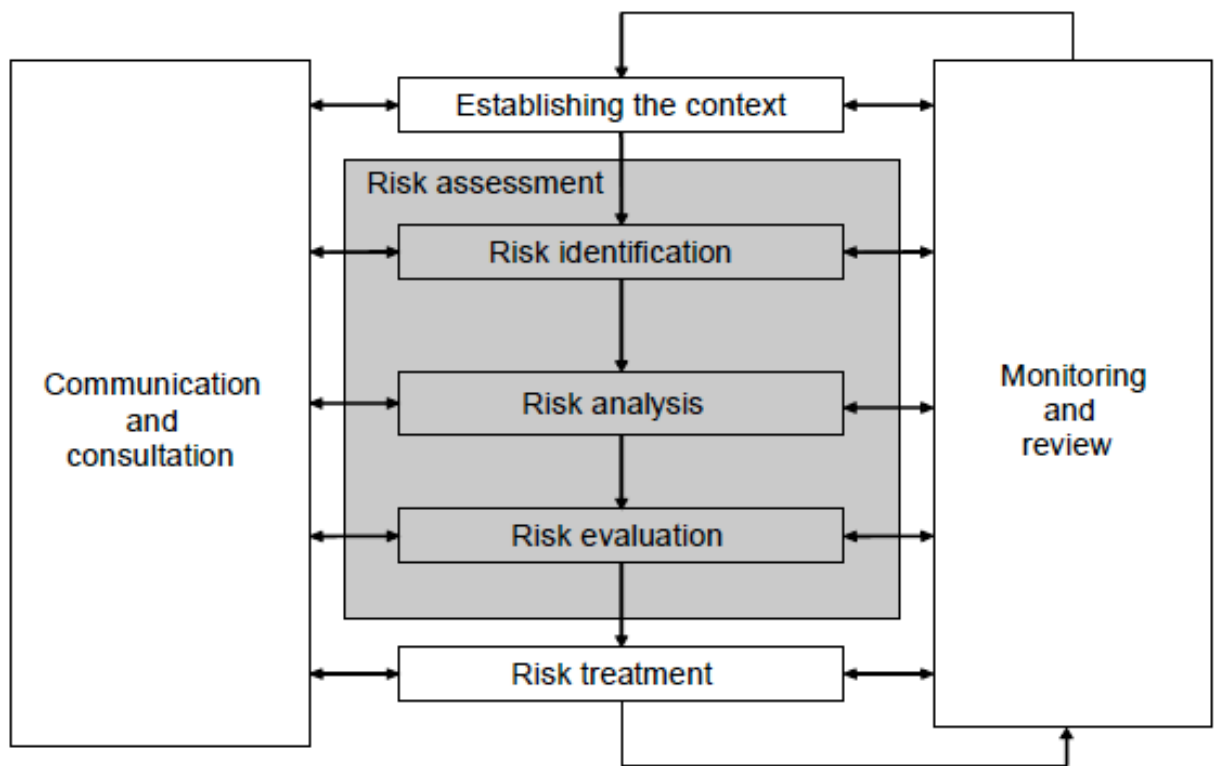 Establishing the context
Risk assessment
Risk identification
Communication
and
consultation
Risk analysis
Monitoring
and
review
Risk evaluation
Risk treatment